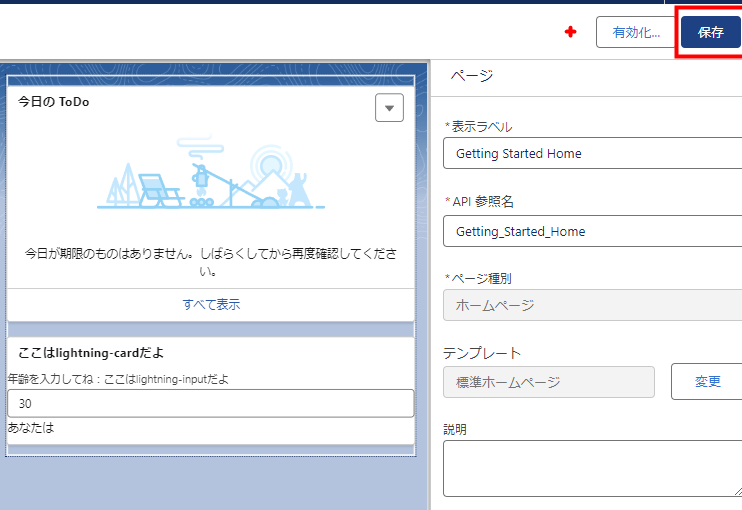 有効化...
保存
今日の ToDo
今日が期限のものはありません。しばらくしてから再度確認してくださ
い。
すべて表示
ここはlightning-cardだよ
年齢を入力してね：ここはlightning-inputだよ
30
あなたは
ページ
*表示ラベル
Getting Started Home
*API 参照名
Getting_Started_Home
*ページ種別
ホームページ
テンプレート
標準ホームページ
変更
説明